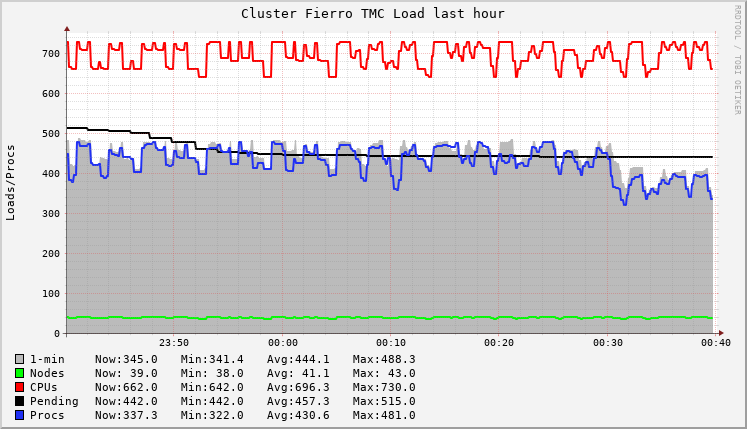 Cluster Fierro TMC Load last hour
RRDTOOL / TOBI OETIKER
Loads/Procs
700
600
500
400
300
200
100
0
23:50 00:00 00:10 00:20 00:30 00:40
1-min Now:345.0 Min:341.4 Avg:444.1 Max:488.3
Nodes Now: 39.0 Min: 38.0 Avg: 41.1 Max: 43.0
CPUs Now:662.0 Min:642.0 Avg:696.3 Max:730.0
Pending Now:442.0 Min:442.0 Avg:457.3 Max:515.0
Procs Now:337.3 Min:322.0 Avg:430.6 Max:481.0